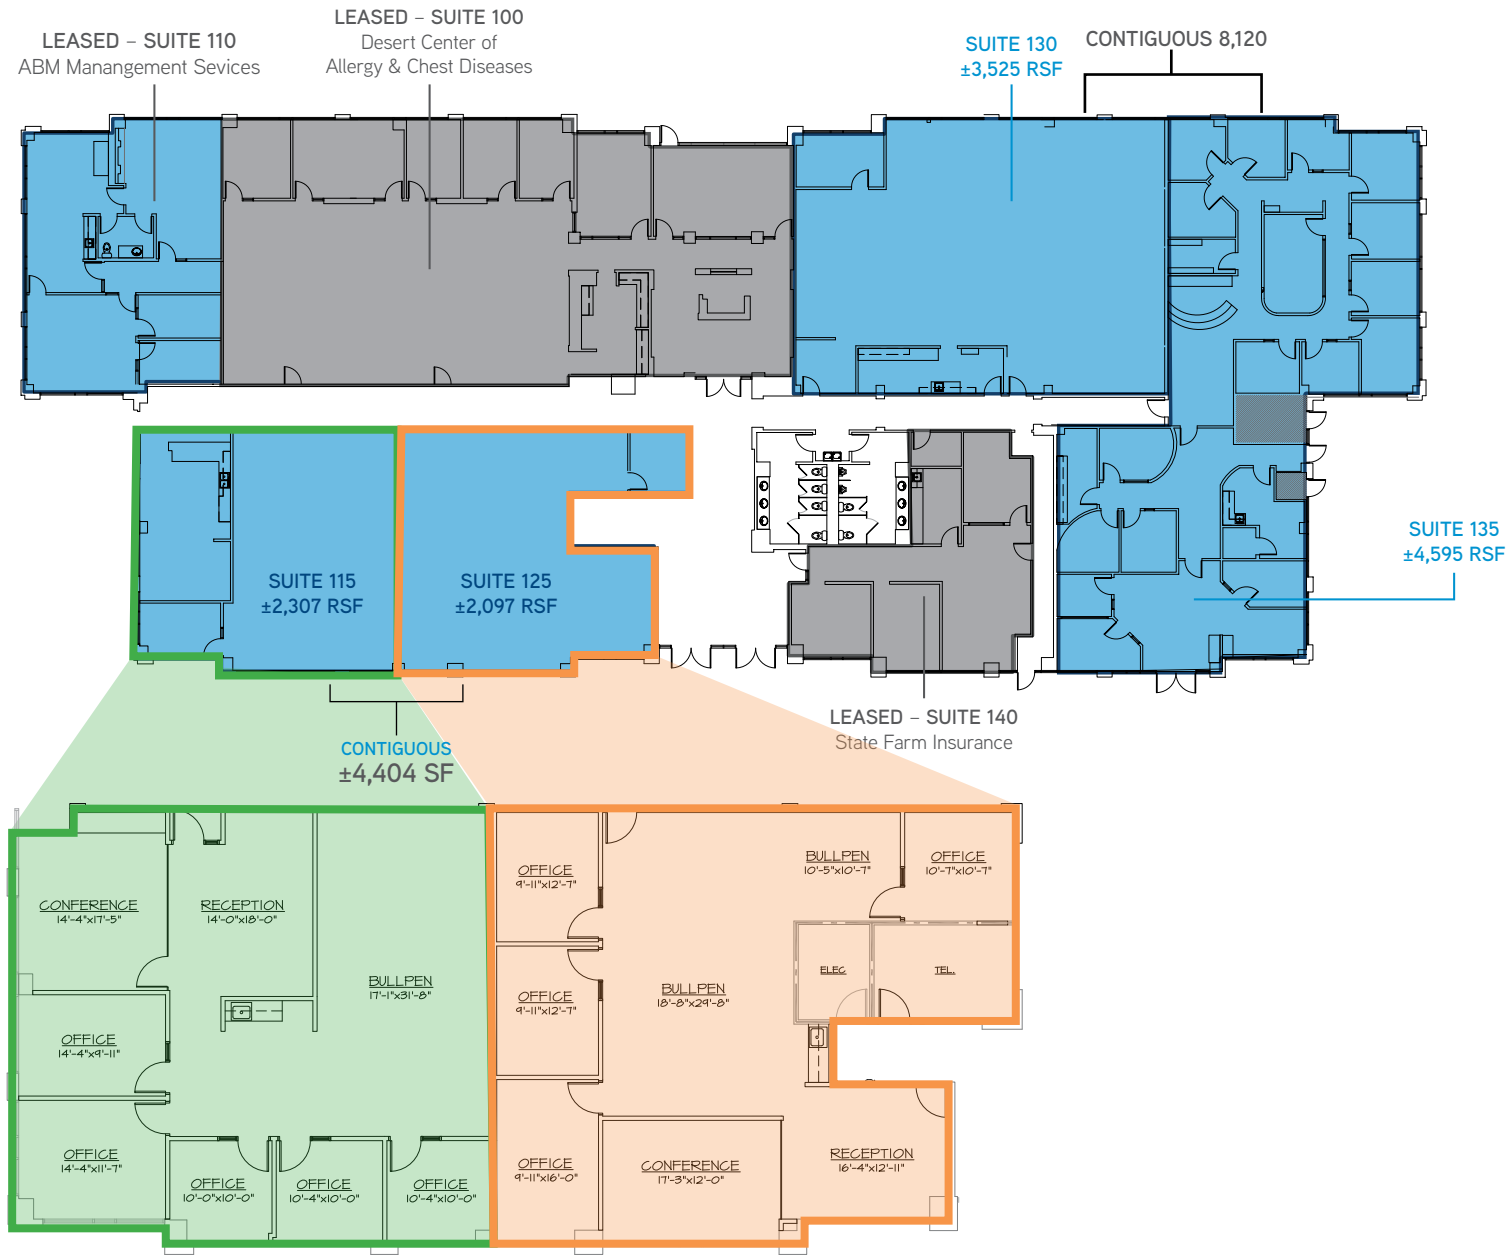 LEASED – SUITE 110
ABM Manangement Sevices
LEASED – SUITE 100
Desert Center of
Allergy & Chest Diseases
SUITE 130
±3,525 RSF
CONTIGUOUS 8,120
SUITE 115
±2,307 RSF
SUITE 125
±2,097 RSF
SUITE 135
±4,595 RSF
LEASED – SUITE 140
State Farm Insurance
CONTIGUOUS
±4,404 SF
CONFERENCE
14'-4"x17'-5"
RECEPTION
14'-0"x18'-0"
BULLPEN
17'-1"x31'-8"
OFFICE
14'-4"x9'-11"
OFFICE
14'-4"x11'-7"
OFFICE
10'-0"x10'-0"
OFFICE
10'-4"x10'-0"
OFFICE
10'-4"x10'-0"
OFFICE
9'-11"x12'-7"
BULLPEN
10'-5"x10'-7"
OFFICE
10'-7"x10'-7"
OFFICE
9'-11"x12'-7"
BULLPEN
18'-8"x29'-8"
ELEC
TEL.
OFFICE
9'-11"x16'-0"
CONFERENCE
17'-3"x12'-0"
RECEPTION
16'-4"x12'-11"